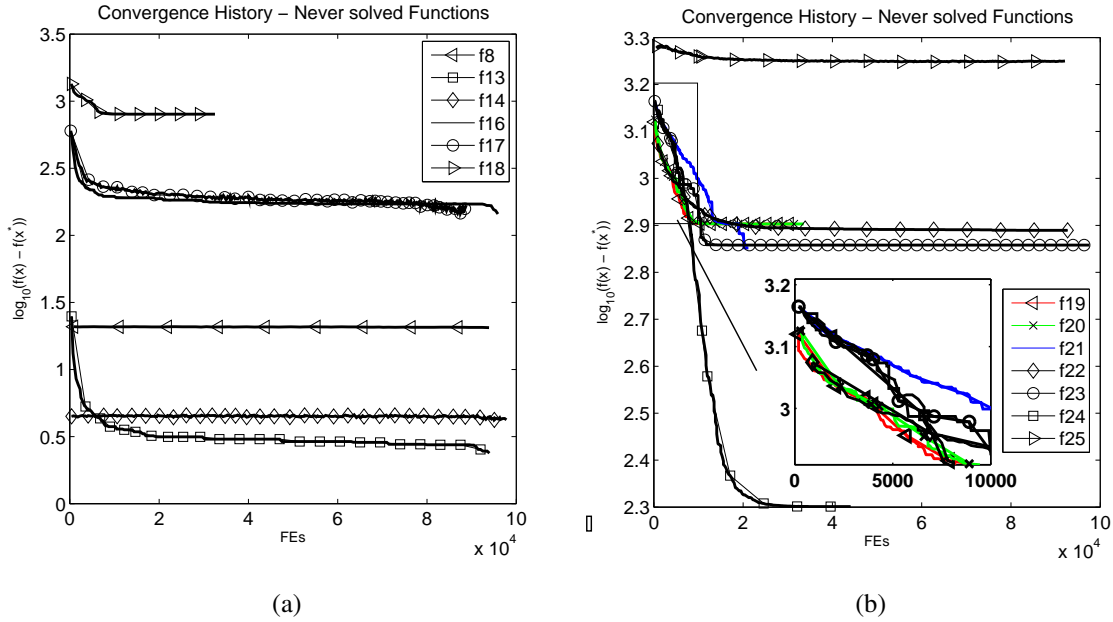 Convergence History − Never solved Functions
3.5
3
2.5
2
1.5
1
0.5
0
log10(f(x) − f(x*))
f8
f13
f14
f16
f17
f18
0 2 4 6 8 10
x 10^4
FEs
(a)
Convergence History − Never solved Functions
3.3
3.2
3.1
3
2.9
2.8
2.7
2.6
2.5
2.4
2.3
log10(f(x) − f(x*))
3.2
3.1
3
0 5000 10000
f19
f20
f21
f22
f23
f24
f25
0 2 4 6 8 10
x 10^4
FEs
(b)